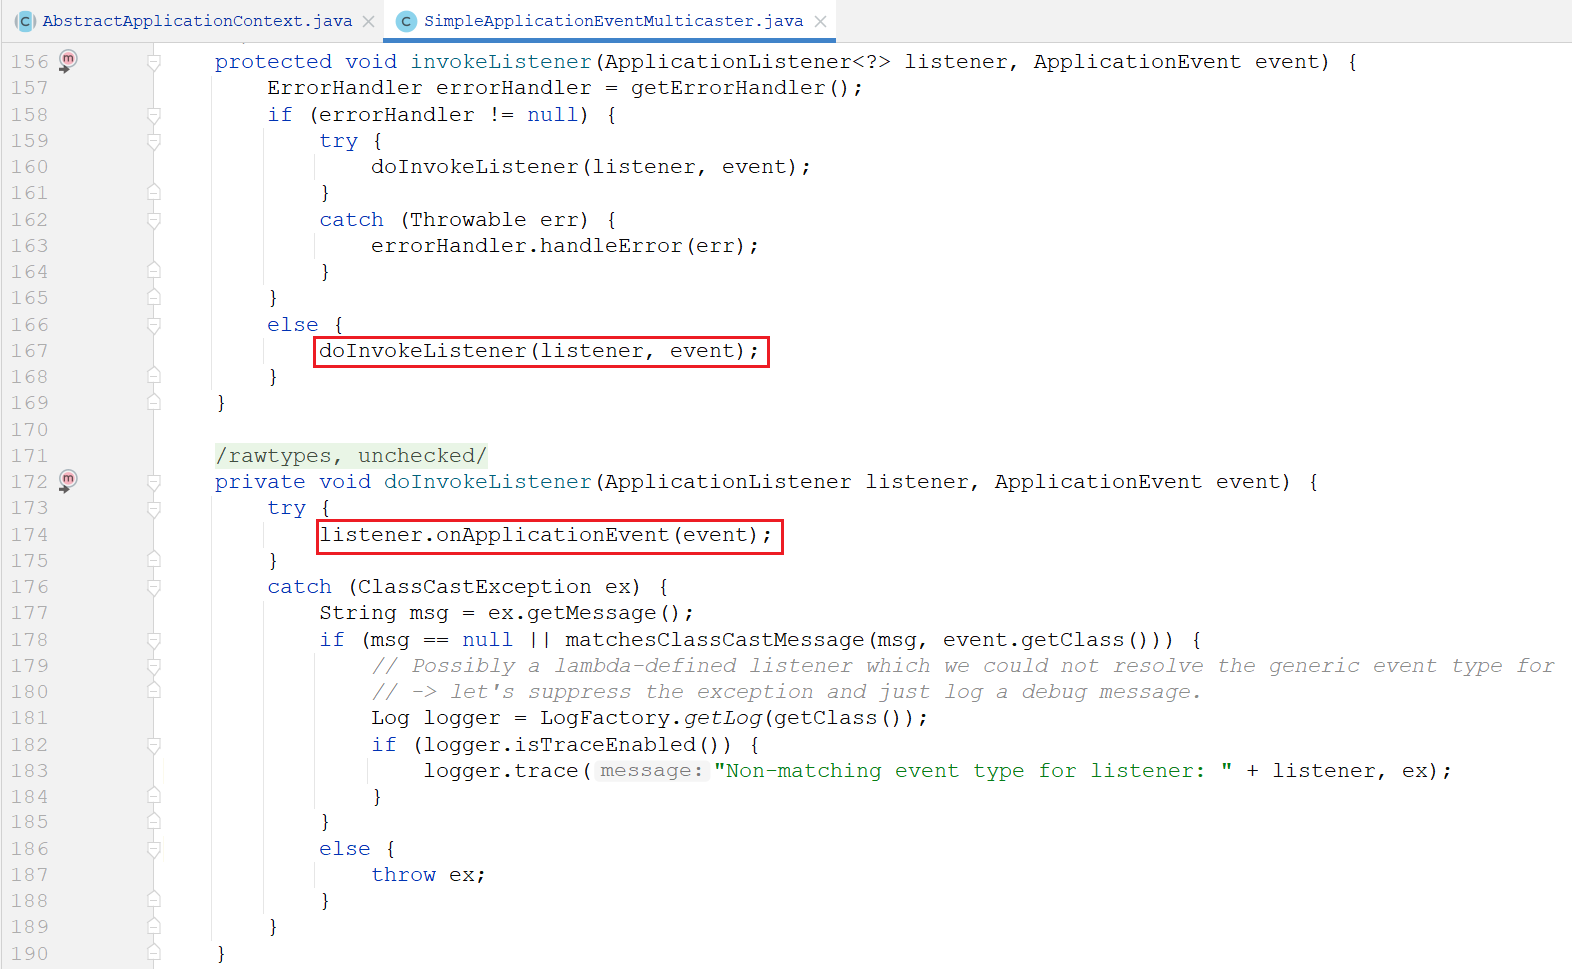 AbstractApplicationContext.java
SimpleApplicationEventMulticaster.java
156 protected void invokeListener(ApplicationListener<?> listener, ApplicationEvent event) {
157 ErrorHandler errorHandler = getErrorHandler();
158 if (errorHandler != null) {
159 try {
160 doInvokeListener(listener, event);
161 }
162 catch (Throwable err) {
163 errorHandler.handleError(err);
164 }
165 }
166 else {
167 doInvokeListener(listener, event);
168 }
169 }
170
171 /rawtypes, unchecked/
172 private void doInvokeListener(ApplicationListener listener, ApplicationEvent event) {
173 try {
174 listener.onApplicationEvent(event);
175 }
176 catch (ClassCastException ex) {
177 String msg = ex.getMessage();
178 if (msg == null || matchesClassCastMessage(msg, event.getClass())) {
179 // Possibly a lambda-defined listener which we could not resolve the generic event type for
180 // -> let's suppress the exception and just log a debug message.
181 Log logger = LogFactory.getLog(getClass());
182 if (logger.isTraceEnabled()) {
183 logger.trace( message: "Non-matching event type for listener: " + listener, ex);
184 }
185 }
186 else {
187 throw ex;
188 }
189 }
190 }